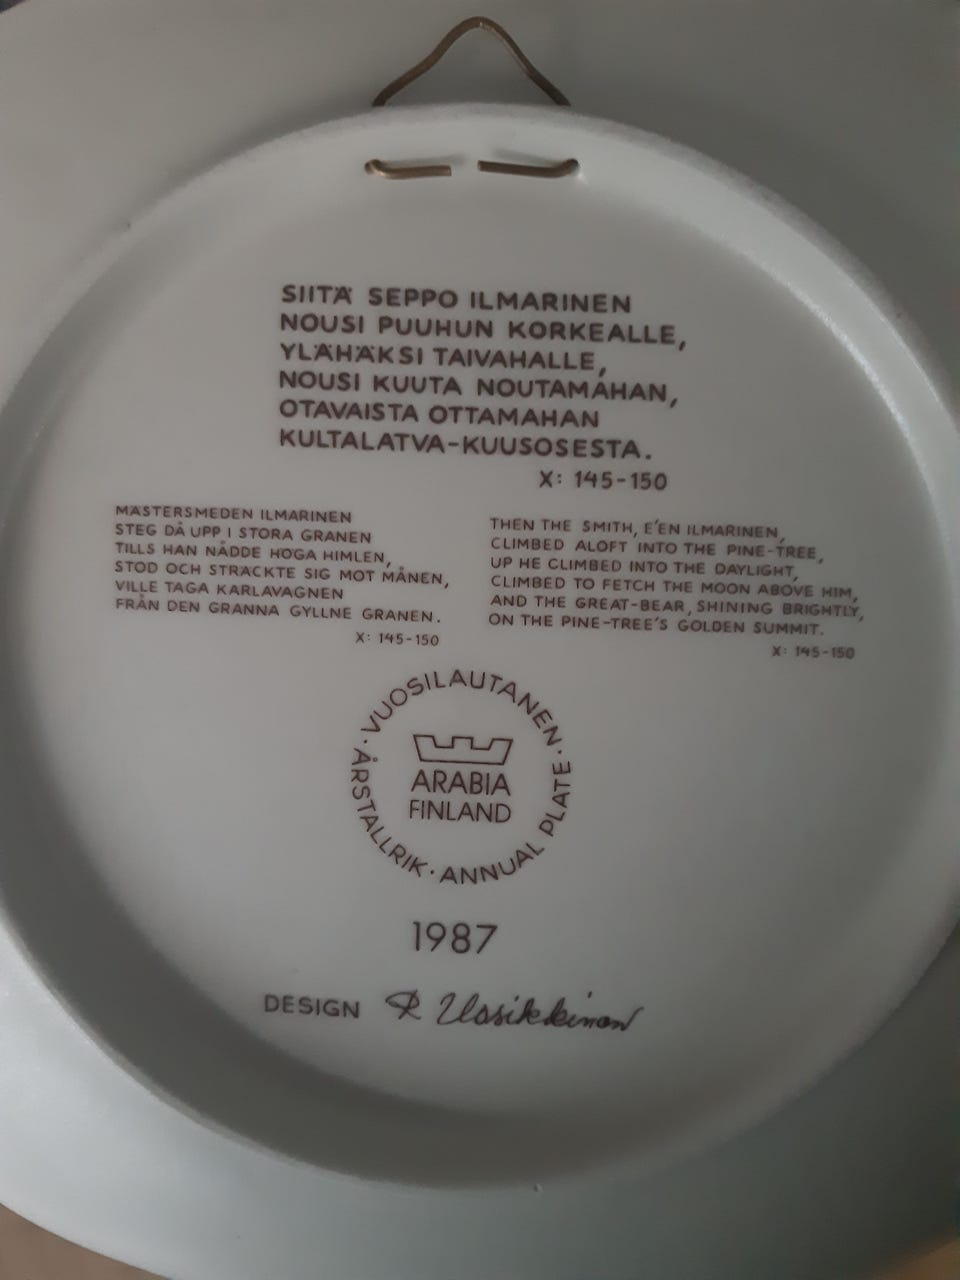 SIITÄ SEPPO ILMARINEN
NOUSI PUUHUN KORKEALLE,
YLÄHÄKSI TAIVAHALLE,
NOUSI KUUTA NOUTAMAHAN,
OTAVAISTA OTTAMAHAN
KULTALATVA-KUUSOSESTA.
X: 145-150
MÄSTERSMEDEN ILMARINEN
STEG DÅ UPP I STORA GRANEN
TILLS HAN NÅDDE HÖGA HIMLEN,
STOD OCH STRÄCKTE SIG MOT MÅNEN,
VILLE TAGA KARLAVAGNEN
FRÅN DEN GRANNA GYLLNE GRANEN.
X: 145-150
THEN THE SMITH, E'EN ILMARINEN,
CLIMBED ALOFT INTO THE PINE-TREE,
UP HE CLIMBED INTO THE DAYLIGHT,
CLIMBED TO FETCH THE MOON ABOVE HIM,
AND THE GREAT-BEAR, SHINING BRIGHTLY,
ON THE PINE-TREE'S GOLDEN SUMMIT.
X: 145-150
· VUOSILAUTANEN · ANNUAL PLATE · ÅRSTALLRIK
ARABIA
FINLAND
1987
DESIGN R Uosikkinen